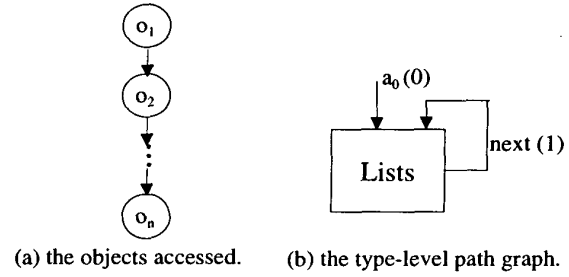 o1
o2
on
(a) the objects accessed.
a0 (0)
next (1)
Lists
(b) the type-level path graph.